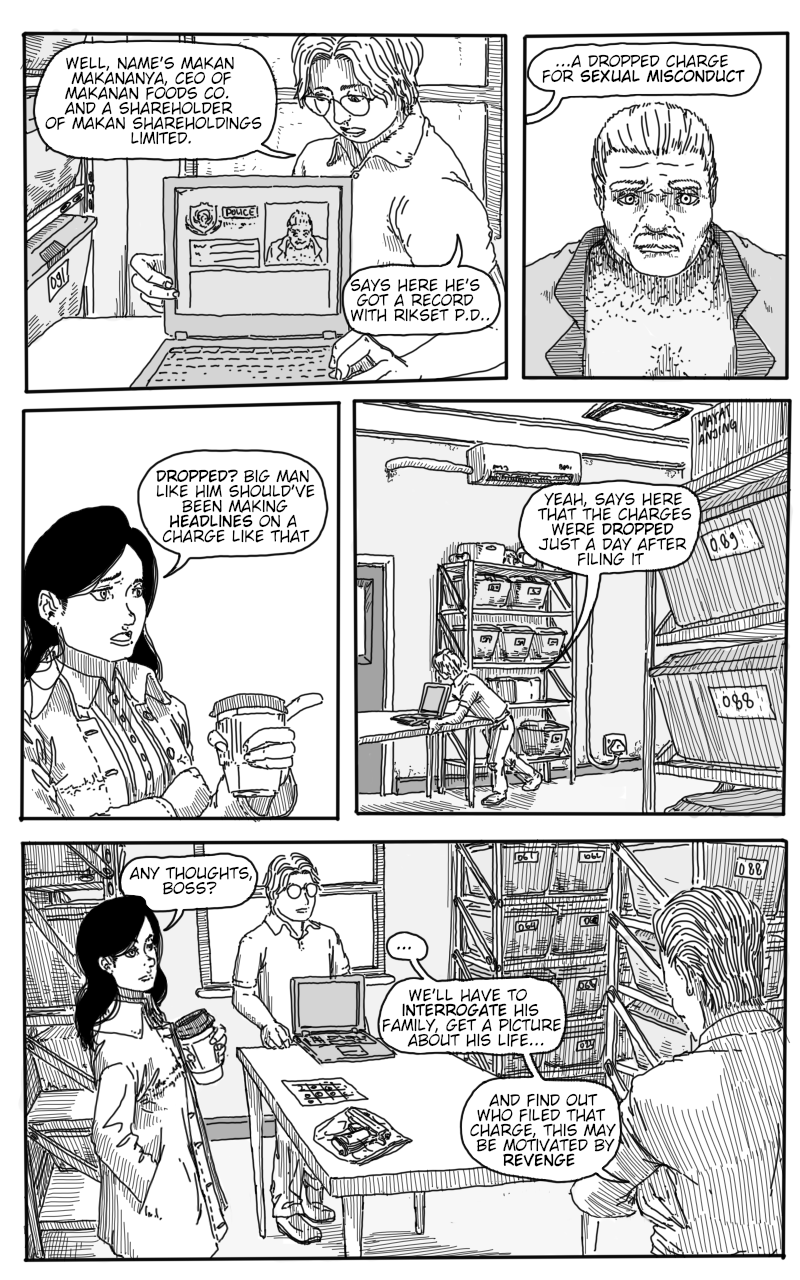 WELL, NAME'S MAKAN
MAKANANYA, CEO OF
MAKANAN FOODS CO.
AND A SHAREHOLDER
OF MAKAN SHAREHOLDINGS
LIMITED.
POLICE
091
SAYS HERE HE'S
GOT A RECORD
WITH RIKSET P.D..
...A DROPPED CHARGE
FOR SEXUAL MISCONDUCT
DROPPED? BIG MAN
LIKE HIM SHOULD'VE
BEEN MAKING
HEADLINES ON A
CHARGE LIKE THAT
MAYAT
ANJING
YEAH, SAYS HERE
THAT THE CHARGES
WERE DROPPED
JUST A DAY AFTER
FILING IT
089
088
ANY THOUGHTS,
BOSS?
061
062
088
...
WE'LL HAVE TO
INTERROGATE HIS
FAMILY, GET A PICTURE
ABOUT HIS LIFE...
AND FIND OUT
WHO FILED THAT
CHARGE, THIS MAY
BE MOTIVATED BY
REVENGE